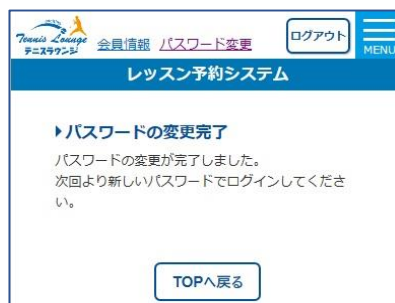 Tennis Lounge
テニスラウンジ
会員情報 パスワード変更
ログアウト
MENU
レッスン予約システム
パスワードの変更完了
パスワードの変更が完了しました。
次回より新しいパスワードでログインしてくださ
い。
TOPへ戻る